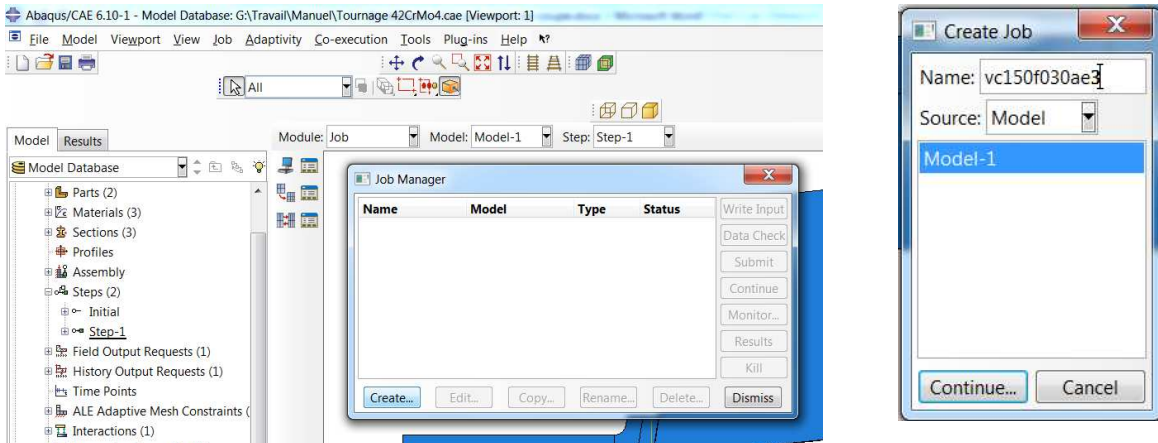 Abaqus/CAE 6.10-1 - Model Database: G:\Travail\Manuel\Tournage 42CrMo4.cae [Viewport: 1]
File Model Viewport View Job Adaptivity Co-execution Tools Plug-ins Help
All
Model Results
Module: Job Model: Model-1 Step: Step-1
Model Database
Parts (2)
Materials (3)
Sections (3)
Profiles
Assembly
Steps (2)
Initial
Step-1
Field Output Requests (1)
History Output Requests (1)
Time Points
ALE Adaptive Mesh Constraints (
Interactions (1)
Job Manager
Name Model Type Status
Write Input
Data Check
Submit
Continue
Monitor...
Results
Kill
Create... Edit... Copy... Rename... Delete... Dismiss
Create Job
Name: vc150f030ae3
Source: Model
Model-1
Continue... Cancel